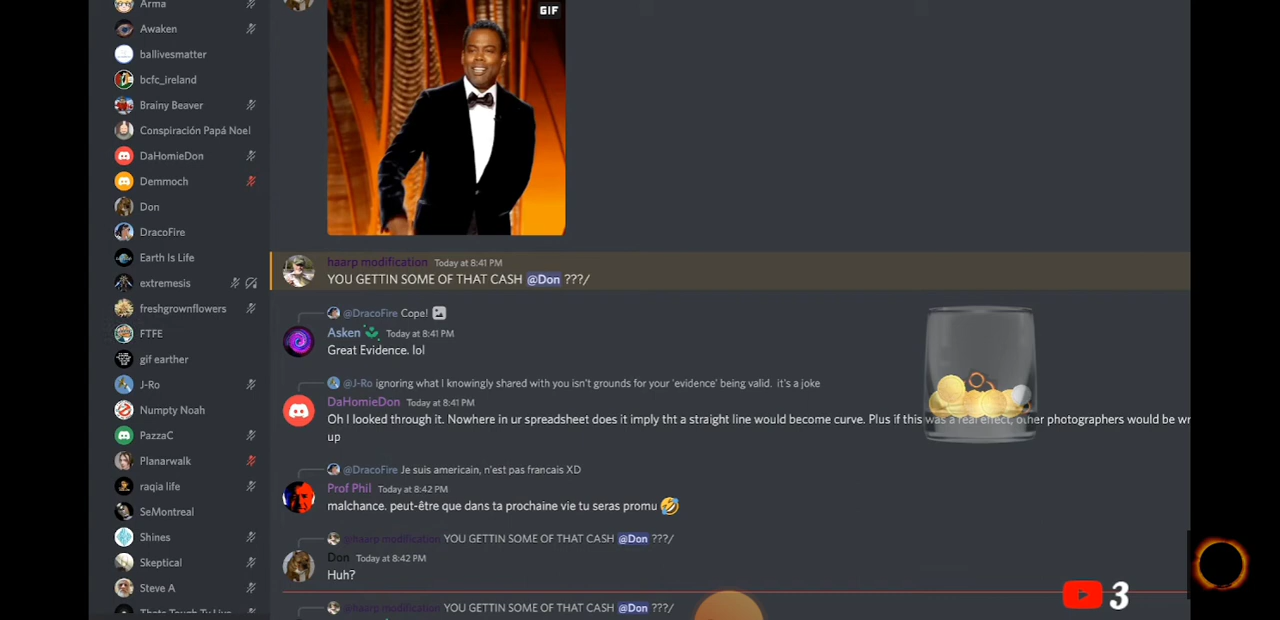 Arma
Awaken
ballivesmatter
bcfc_ireland
Brainy Beaver
Conspiración Papá Noel
DaHomieDon
Demmoch
Don
DracoFire
Earth Is Life
extremesis
freshgrownflowers
FTFE
gif earther
J-Ro
Numpty Noah
PazzaC
Planarwalk
raqia life
SeMontreal
Shines
Skeptical
Steve A
Thats Tough Tv Live
GIF
haarp modification Today at 8:41 PM
YOU GETTIN SOME OF THAT CASH @Don ???/
@DracoFire Cope!
Asken Today at 8:41 PM
Great Evidence. lol
@J-Ro ignoring what I knowingly shared with you isn't grounds for your 'evidence' being valid. it's a joke
DaHomieDon Today at 8:41 PM
Oh I looked through it. Nowhere in ur spreadsheet does it imply tht a straight line would become curve. Plus if this was a real effect, other photographers would be wr
up
@DracoFire Je suis americain, n'est pas francais XD
Prof Phil Today at 8:42 PM
malchance. peut-être que dans ta prochaine vie tu seras promu
@haarp modification YOU GETTIN SOME OF THAT CASH @Don ???/
Don Today at 8:42 PM
Huh?
@haarp modification YOU GETTIN SOME OF THAT CASH @Don ???/
3